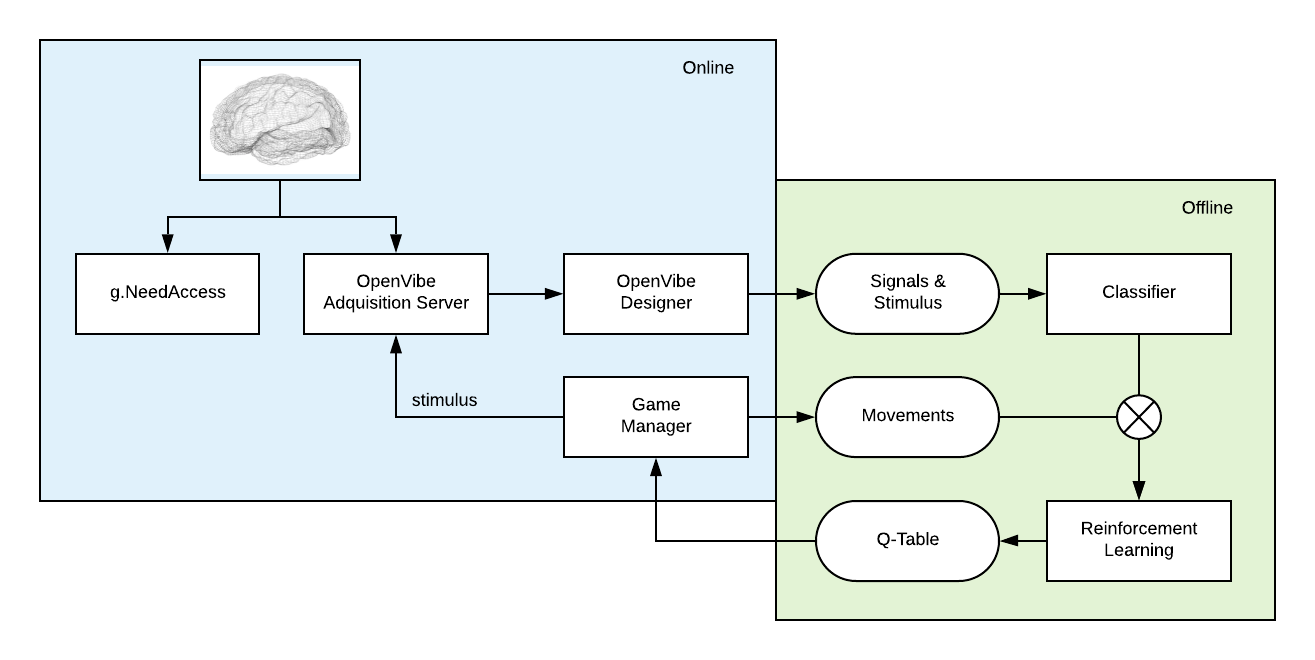 Online
Offline
g.NeedAccess
OpenVibe
Adquisition Server
OpenVibe
Designer
Signals &
Stimulus
Classifier
stimulus
Game
Manager
Movements
Q-Table
Reinforcement
Learning